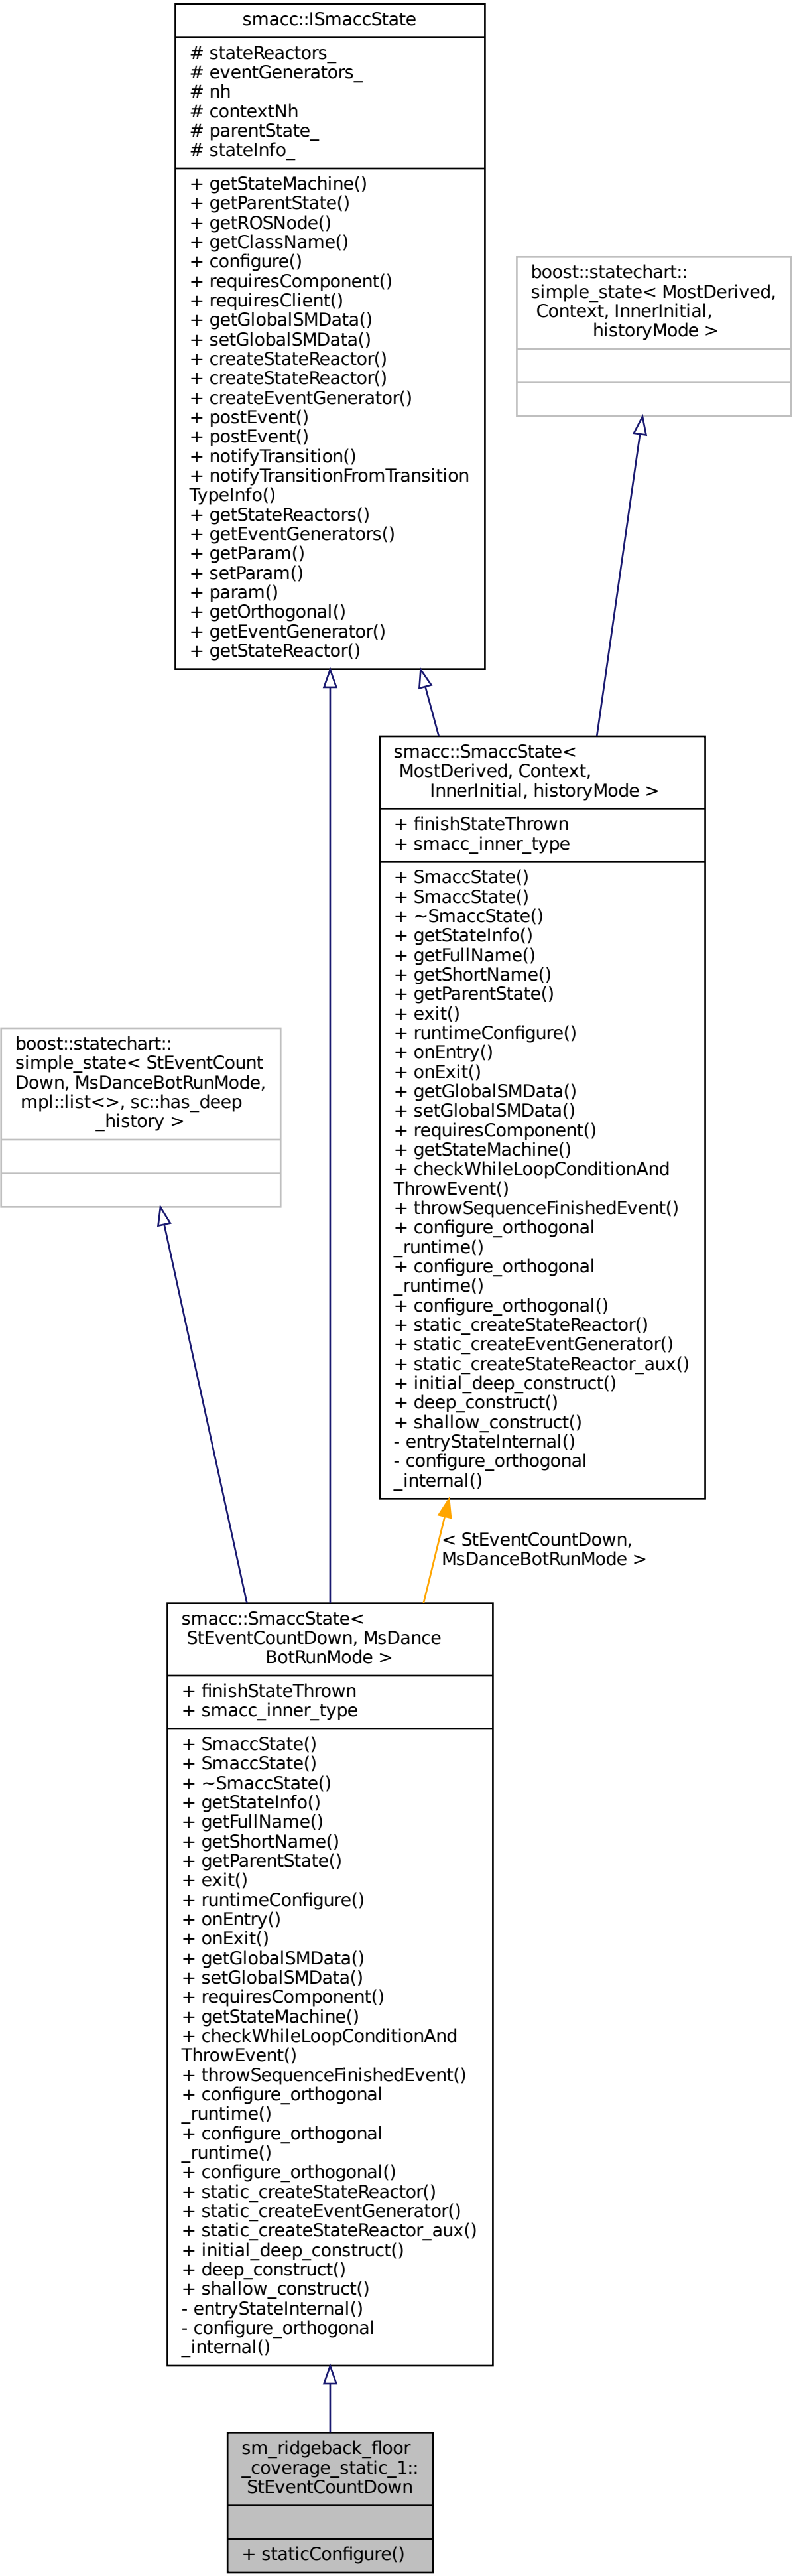 smacc::ISmaccState
# stateReactors_
# eventGenerators_
# nh
# contextNh
# parentState_
# stateInfo_
+ getStateMachine()
+ getParentState()
+ getROSNode()
+ getClassName()
+ configure()
+ requiresComponent()
+ requiresClient()
+ getGlobalSMData()
+ setGlobalSMData()
+ createStateReactor()
+ createStateReactor()
+ createEventGenerator()
+ postEvent()
+ postEvent()
+ notifyTransition()
+ notifyTransitionFromTransition
TypeInfo()
+ getStateReactors()
+ getEventGenerators()
+ getParam()
+ setParam()
+ param()
+ getOrthogonal()
+ getEventGenerator()
+ getStateReactor()
boost::statechart::
simple_state< MostDerived,
Context, InnerInitial,
historyMode >
smacc::SmaccState<
MostDerived, Context,
InnerInitial, historyMode >
+ finishStateThrown
+ smacc_inner_type
+ SmaccState()
+ SmaccState()
+ ~SmaccState()
+ getStateInfo()
+ getFullName()
+ getShortName()
+ getParentState()
+ exit()
+ runtimeConfigure()
+ onEntry()
+ onExit()
+ getGlobalSMData()
+ setGlobalSMData()
+ requiresComponent()
+ getStateMachine()
+ checkWhileLoopConditionAnd
ThrowEvent()
+ throwSequenceFinishedEvent()
+ configure_orthogonal
_runtime()
+ configure_orthogonal
_runtime()
+ configure_orthogonal()
+ static_createStateReactor()
+ static_createEventGenerator()
+ static_createStateReactor_aux()
+ initial_deep_construct()
+ deep_construct()
+ shallow_construct()
- entryStateInternal()
- configure_orthogonal
_internal()
boost::statechart::
simple_state< StEventCount
Down, MsDanceBotRunMode,
mpl::list<>, sc::has_deep
_history >
< StEventCountDown,
MsDanceBotRunMode >
smacc::SmaccState<
StEventCountDown, MsDance
BotRunMode >
+ finishStateThrown
+ smacc_inner_type
+ SmaccState()
+ SmaccState()
+ ~SmaccState()
+ getStateInfo()
+ getFullName()
+ getShortName()
+ getParentState()
+ exit()
+ runtimeConfigure()
+ onEntry()
+ onExit()
+ getGlobalSMData()
+ setGlobalSMData()
+ requiresComponent()
+ getStateMachine()
+ checkWhileLoopConditionAnd
ThrowEvent()
+ throwSequenceFinishedEvent()
+ configure_orthogonal
_runtime()
+ configure_orthogonal
_runtime()
+ configure_orthogonal()
+ static_createStateReactor()
+ static_createEventGenerator()
+ static_createStateReactor_aux()
+ initial_deep_construct()
+ deep_construct()
+ shallow_construct()
- entryStateInternal()
- configure_orthogonal
_internal()
sm_ridgeback_floor
_coverage_static_1::
StEventCountDown
+ staticConfigure()